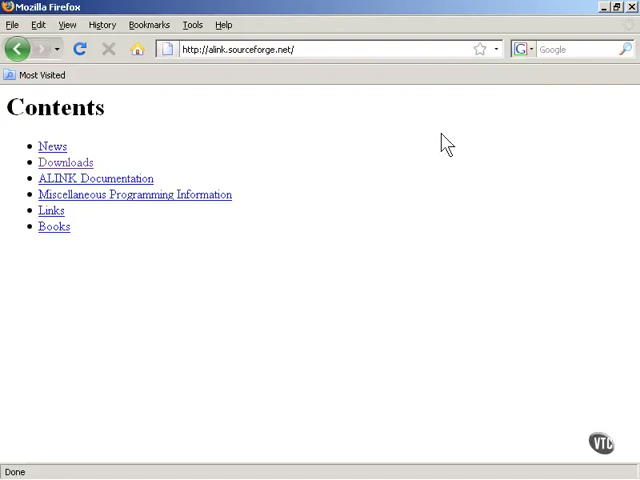 Mozilla Firefox
File Edit View History Bookmarks Tools Help
http://alink.sourceforge.net/ G Google
Most Visited
Contents
News
Downloads
ALINK Documentation
Miscellaneous Programming Information
Links
Books
VTC
Done